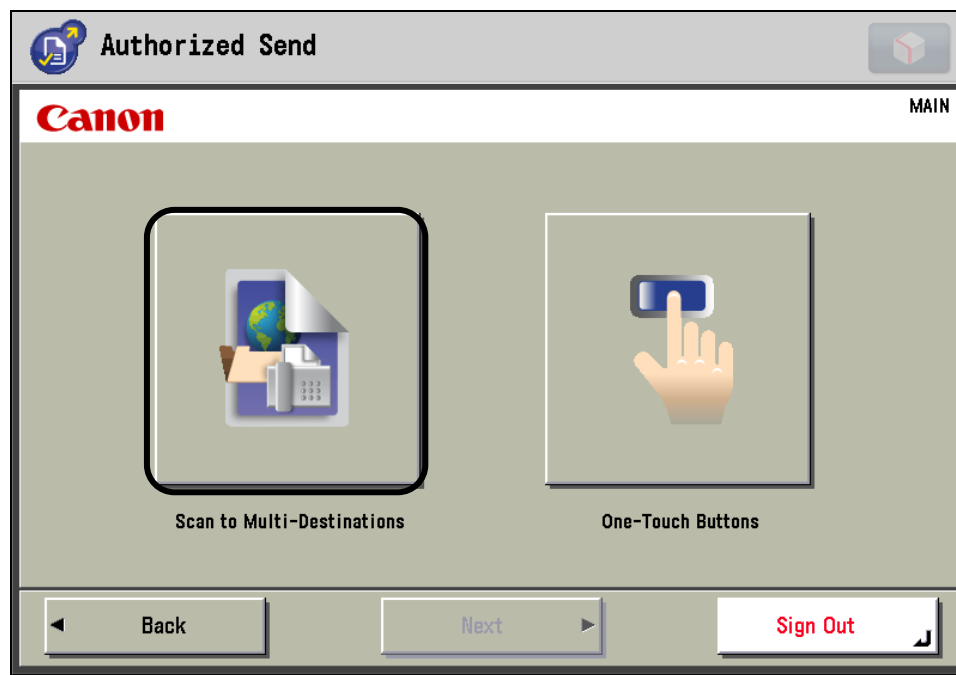 Authorized Send
Canon
MAIN
Scan to Multi-Destinations
One-Touch Buttons
Back
Next
Sign Out